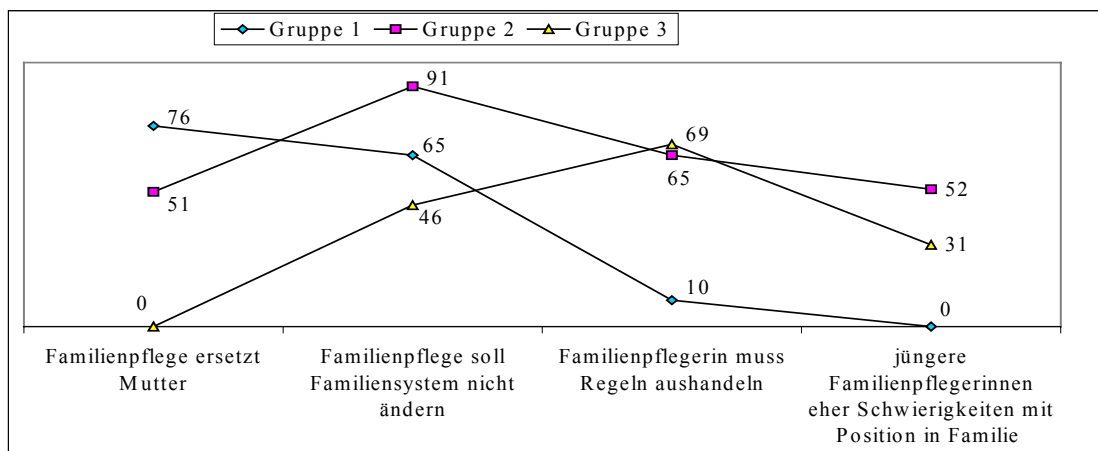 Gruppe 1 Gruppe 2 Gruppe 3
76
51
0
91
65
46
69
65
10
52
31
0
Familienpflege ersetzt
Mutter
Familienpflege soll
Familiensystem nicht
ändern
Familienpflegerin muss
Regeln aushandeln
jüngere
Familienpflegerinnen
eher Schwierigkeiten mit
Position in Familie